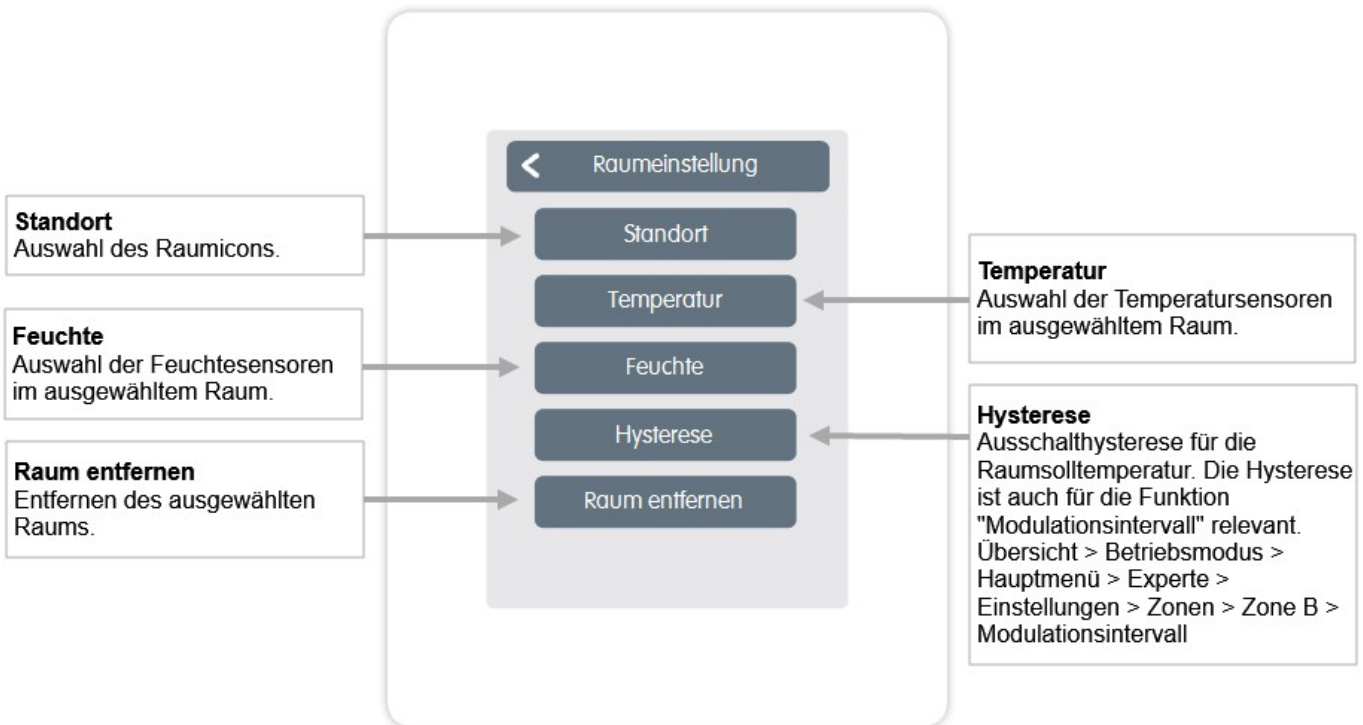 Raumeinstellung
Standort
Temperatur
Feuchte
Hysterese
Raum entfernen
Standort
Auswahl des Raumicons.
Feuchte
Auswahl der Feuchtesensoren
im ausgewähltem Raum.
Raum entfernen
Entfernen des ausgewählten
Raums.
Temperatur
Auswahl der Temperatursensoren
im ausgewähltem Raum.
Hysterese
Ausschalthysterese für die
Raumsolltemperatur. Die Hysterese
ist auch für die Funktion
"Modulationsintervall" relevant.
Übersicht > Betriebsmodus >
Hauptmenü > Experte >
Einstellungen > Zonen > Zone B >
Modulationsintervall